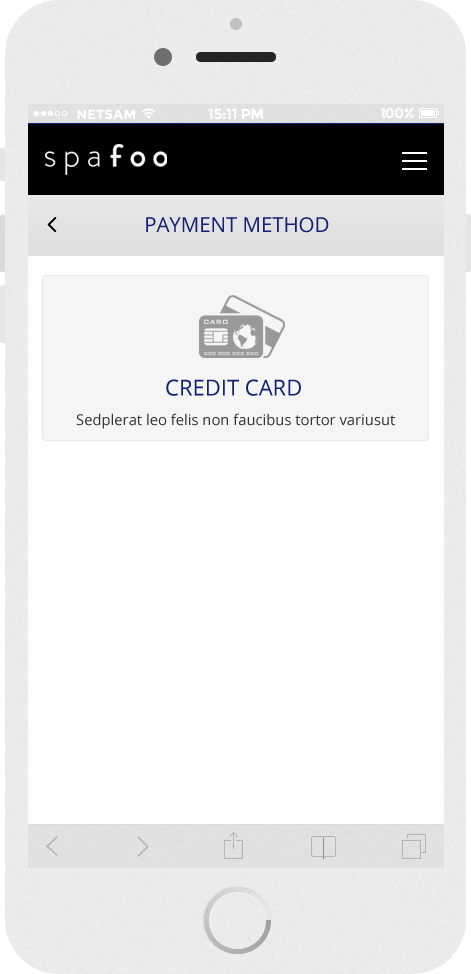 NETSAM 15:11 PM 100%
spafoo
PAYMENT METHOD
CARD
CREDIT CARD
Sedplerat leo felis non faucibus tortor variusut